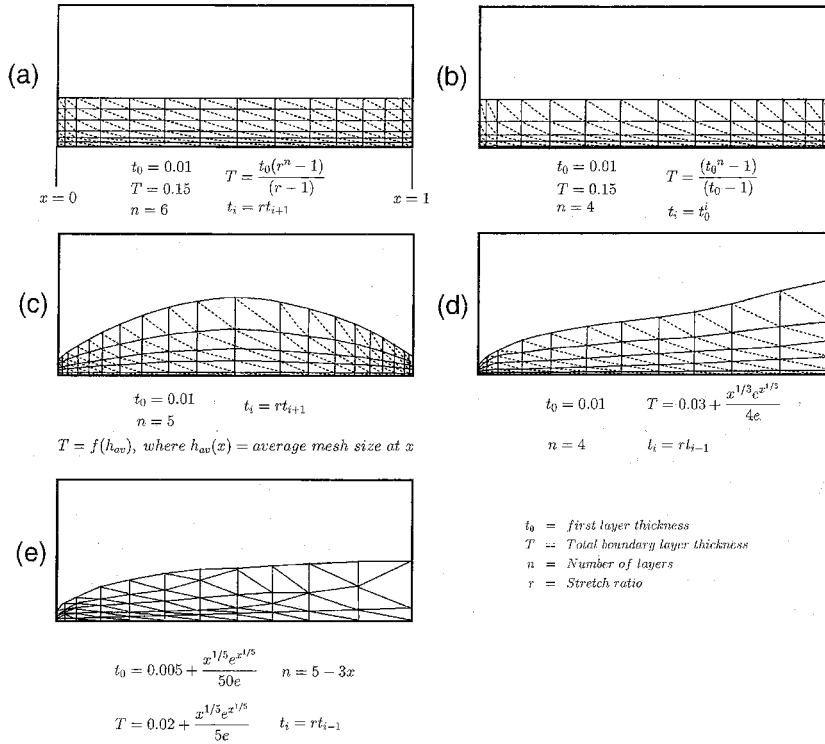 (a)
t₀ = 0.01
T = 0.15
n = 6
T = t₀(rⁿ − 1)/(r − 1)
tᵢ = rtᵢ₊₁
x = 0
x = 1
(b)
t₀ = 0.01
T = 0.15
n = 4
T = (t₀ⁿ − 1)/(t₀ − 1)
tᵢ = t₀ⁱ
(c)
t₀ = 0.01
n = 5
tᵢ = rtᵢ₊₁
T = f(hₐᵥ), where hₐᵥ(x) = average mesh size at x
(d)
t₀ = 0.01
T = 0.03 + x^{1/3}e^{x^{1/5}}/4e
n = 4
tᵢ = rtᵢ₋₁
(e)
t₀ = 0.005 + x^{1/5}e^{x^{1/5}}/50e
n = 5 − 3x
T = 0.02 + x^{1/5}e^{x^{1/5}}/5e
tᵢ = rtᵢ₋₁
t₀ = first layer thickness
T = Total boundary layer thickness
n = Number of layers
r = Stretch ratio